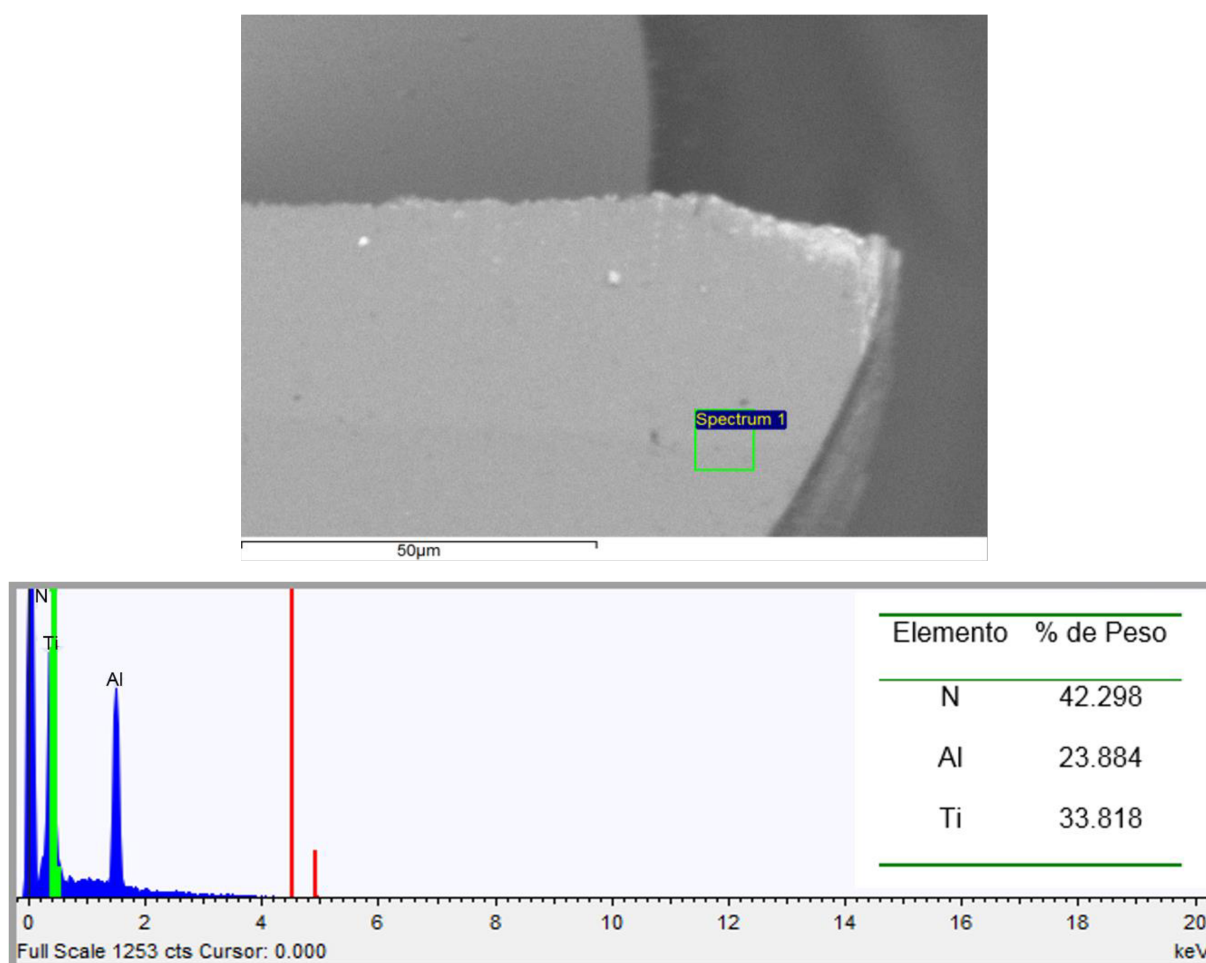 Spectrum 1
50µm
N
Ti
Al
Elemento % de Peso
N 42.298
Al 23.884
Ti 33.818
0 2 4 6 8 10 12 14 16 18 20
Full Scale 1253 cts Cursor: 0.000 keV